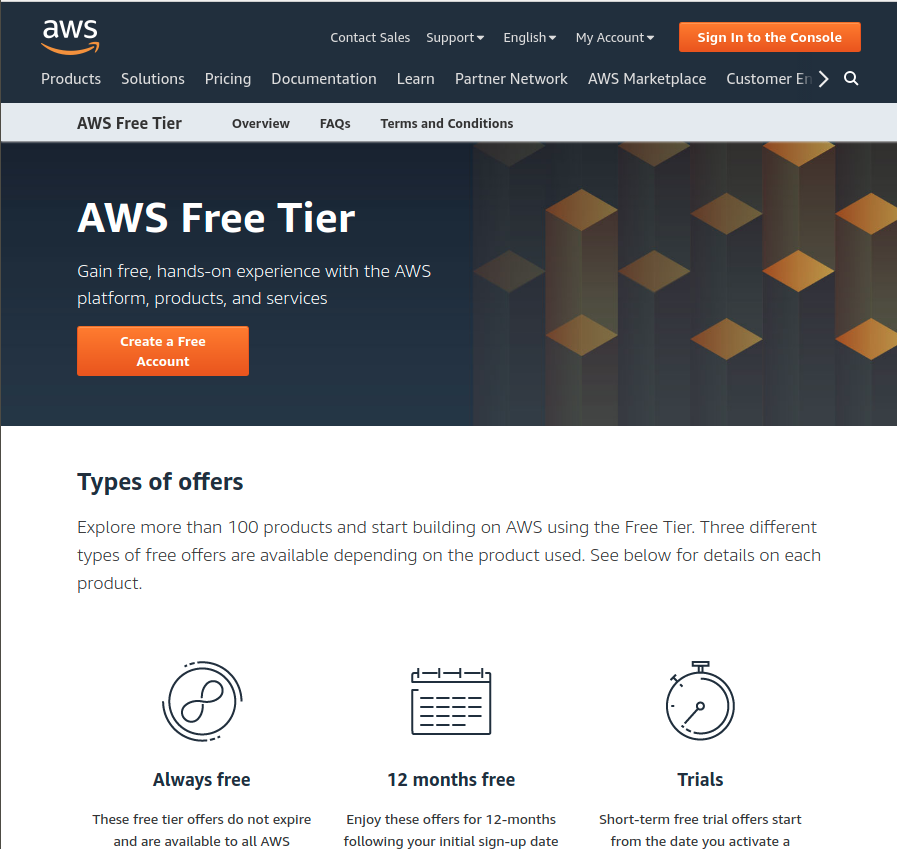 aws
Contact Sales Support English My Account Sign In to the Console
Products Solutions Pricing Documentation Learn Partner Network AWS Marketplace Customer En
AWS Free Tier Overview FAQs Terms and Conditions
AWS Free Tier
Gain free, hands-on experience with the AWS
platform, products, and services
Create a Free
Account
Types of offers
Explore more than 100 products and start building on AWS using the Free Tier. Three different
types of free offers are available depending on the product used. See below for details on each
product.
Always free
These free tier offers do not expire
and are available to all AWS
12 months free
Enjoy these offers for 12-months
following your initial sign-up date
Trials
Short-term free trial offers start
from the date you activate a